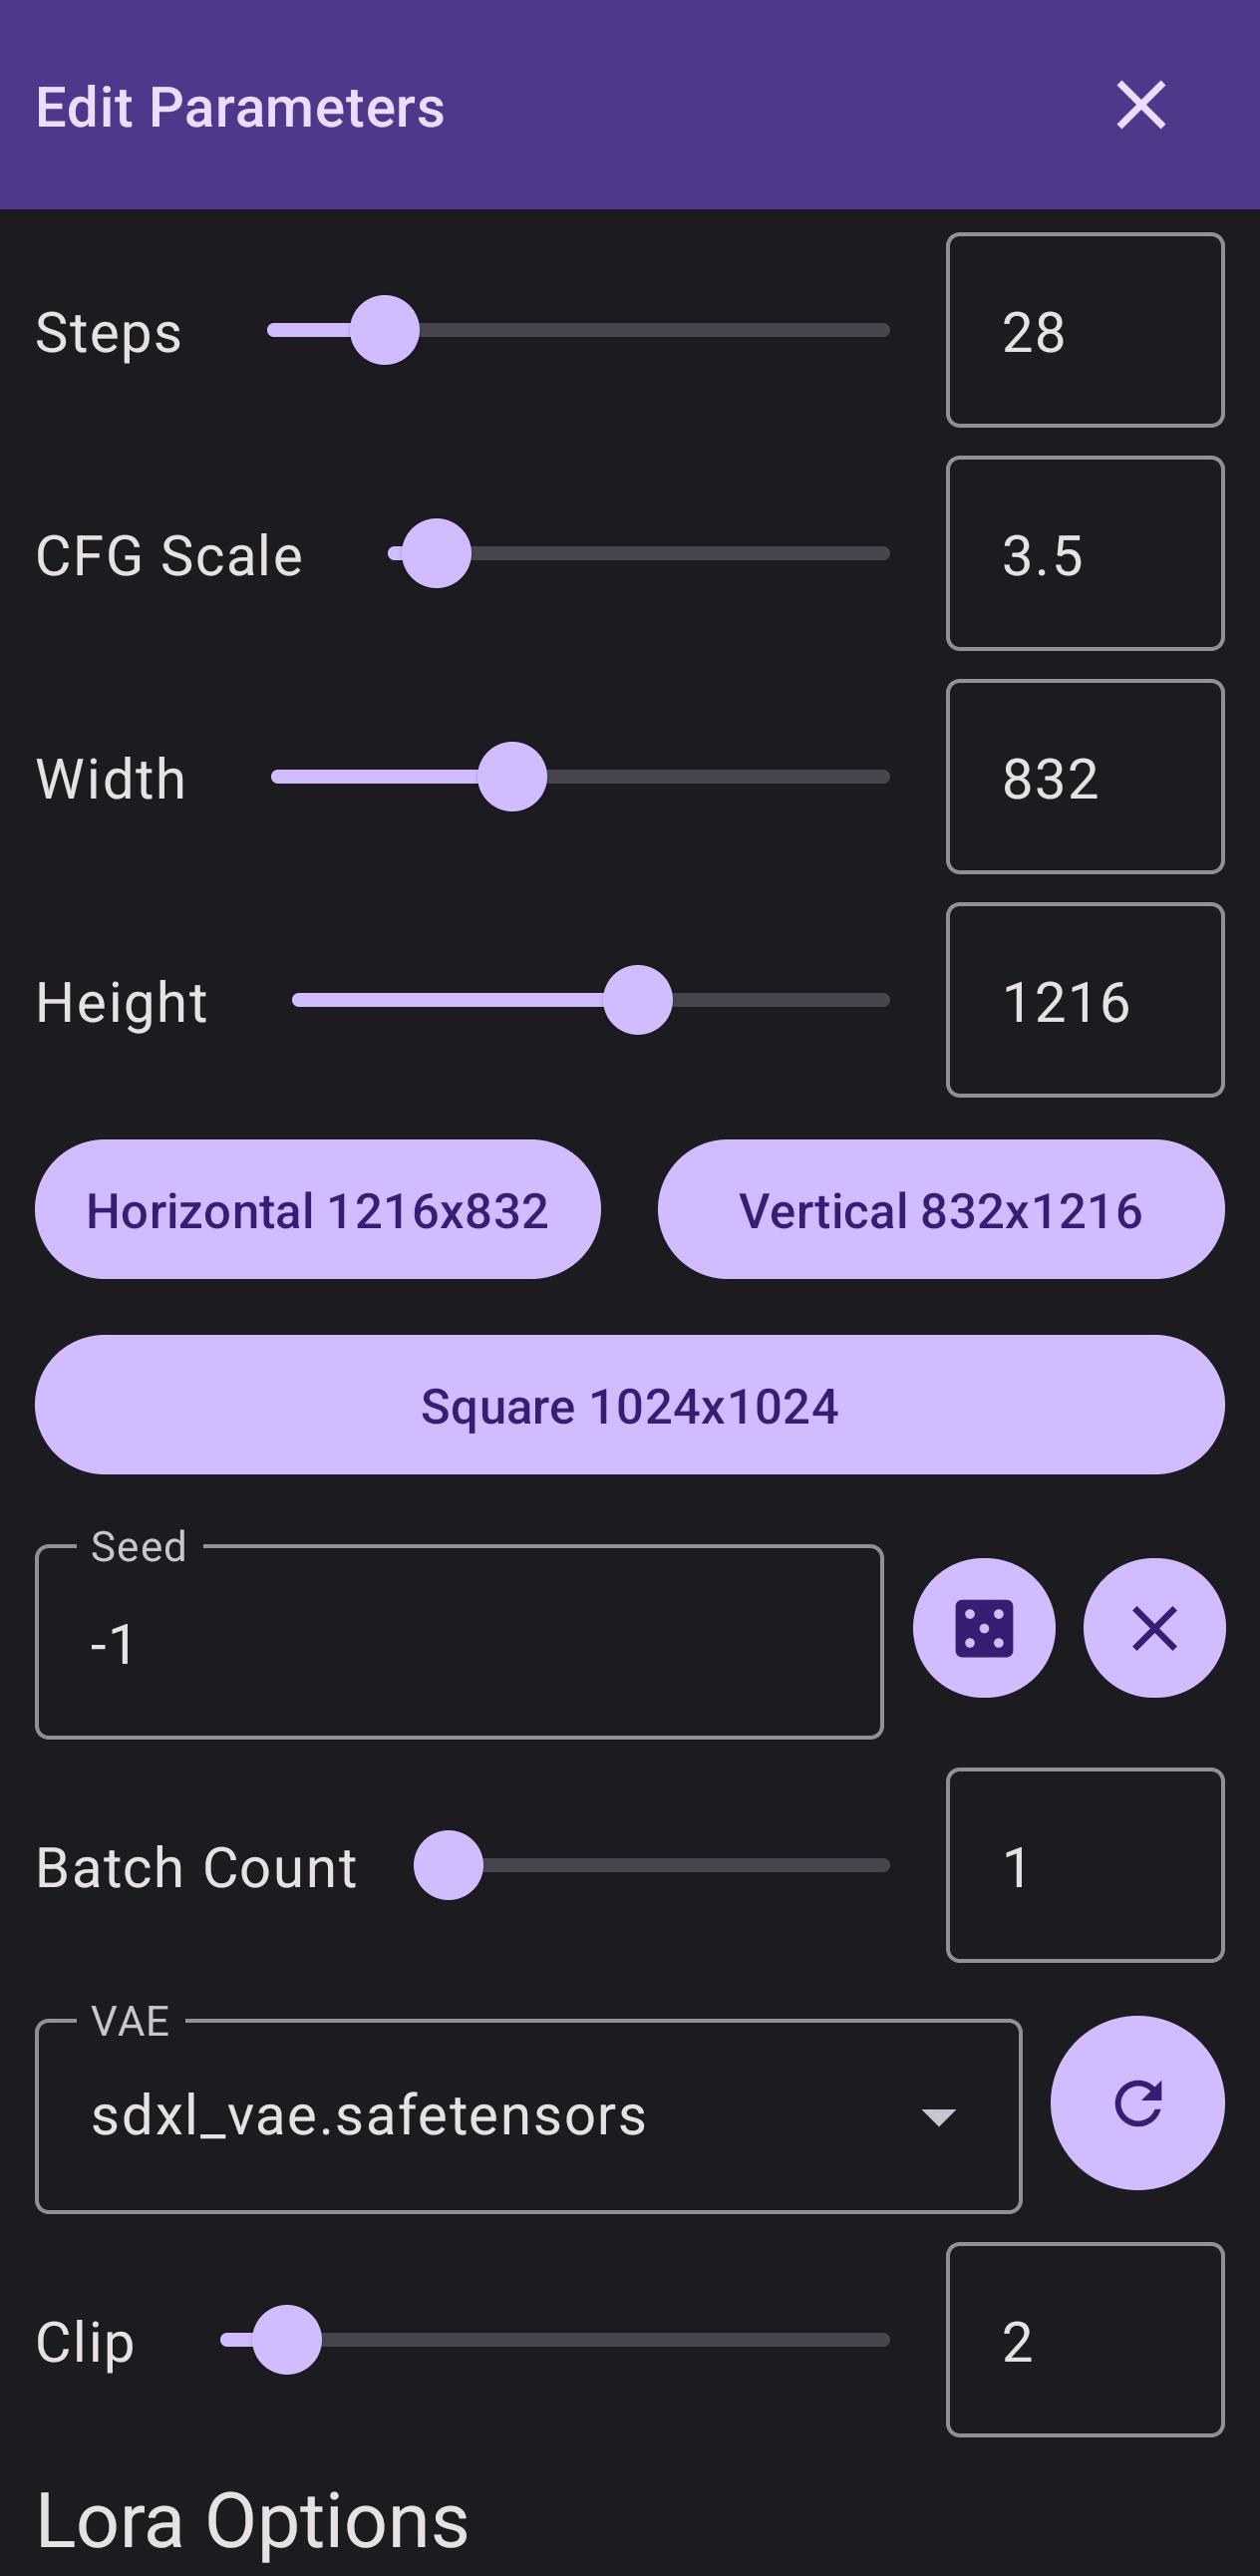 Edit Parameters
Steps
28
CFG Scale
3.5
Width
832
Height
1216
Horizontal 1216x832
Vertical 832x1216
Square 1024x1024
Seed
-1
Batch Count
1
VAE
sdxl_vae.safetensors
Clip
2
Lora Options